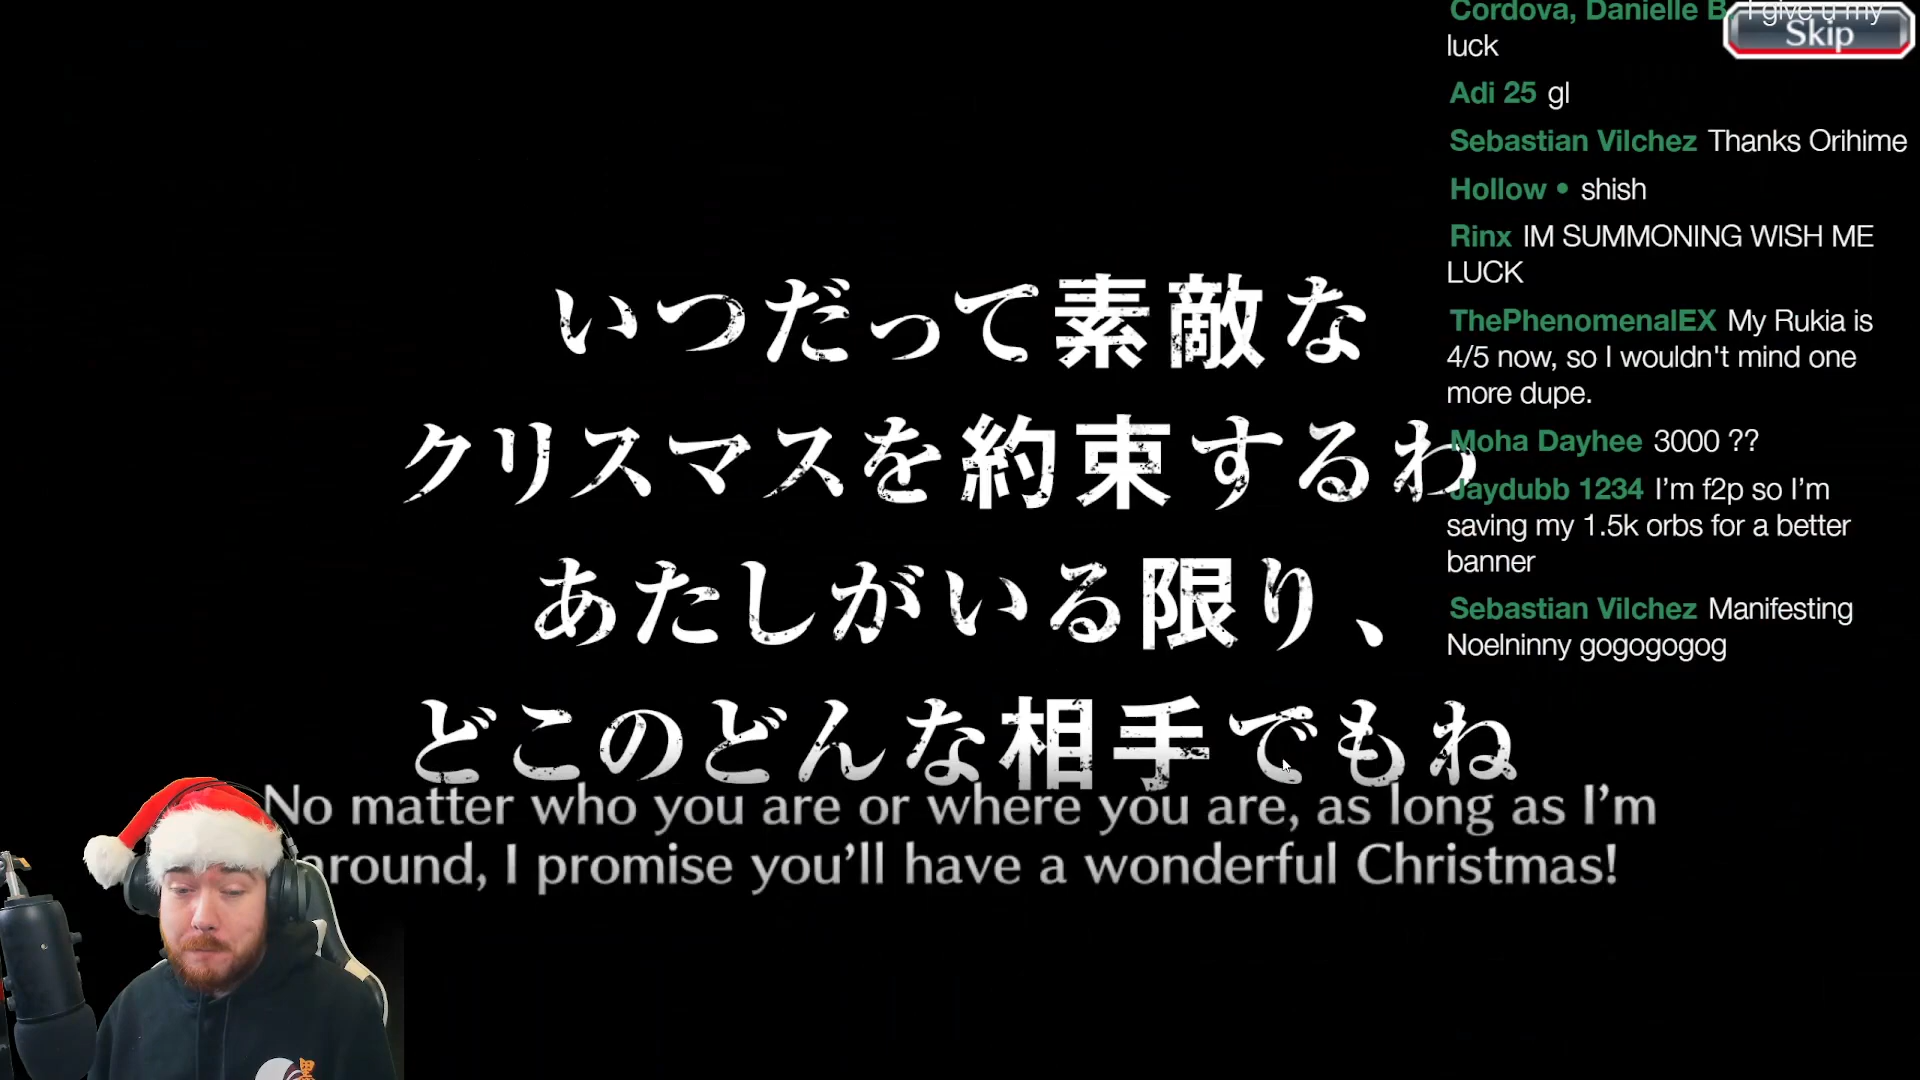 Cordova, Danielle B. I give u my
luck
Skip
Adi 25 gl
Sebastian Vilchez Thanks Orihime
Hollow • shish
Rinx IM SUMMONING WISH ME
LUCK
ThePhenomenalEX My Rukia is
4/5 now, so I wouldn't mind one
more dupe.
Moha Dayhee 3000 ??
Jaydubb 1234 I'm f2p so I'm
saving my 1.5k orbs for a better
banner
Sebastian Vilchez Manifesting
Noelninny gogogogog
いつだって素敵な
クリスマスを約束するわ
あたしがいる限り、
どこのどんな相手でもね
No matter who you are or where you are, as long as I'm
around, I promise you'll have a wonderful Christmas!